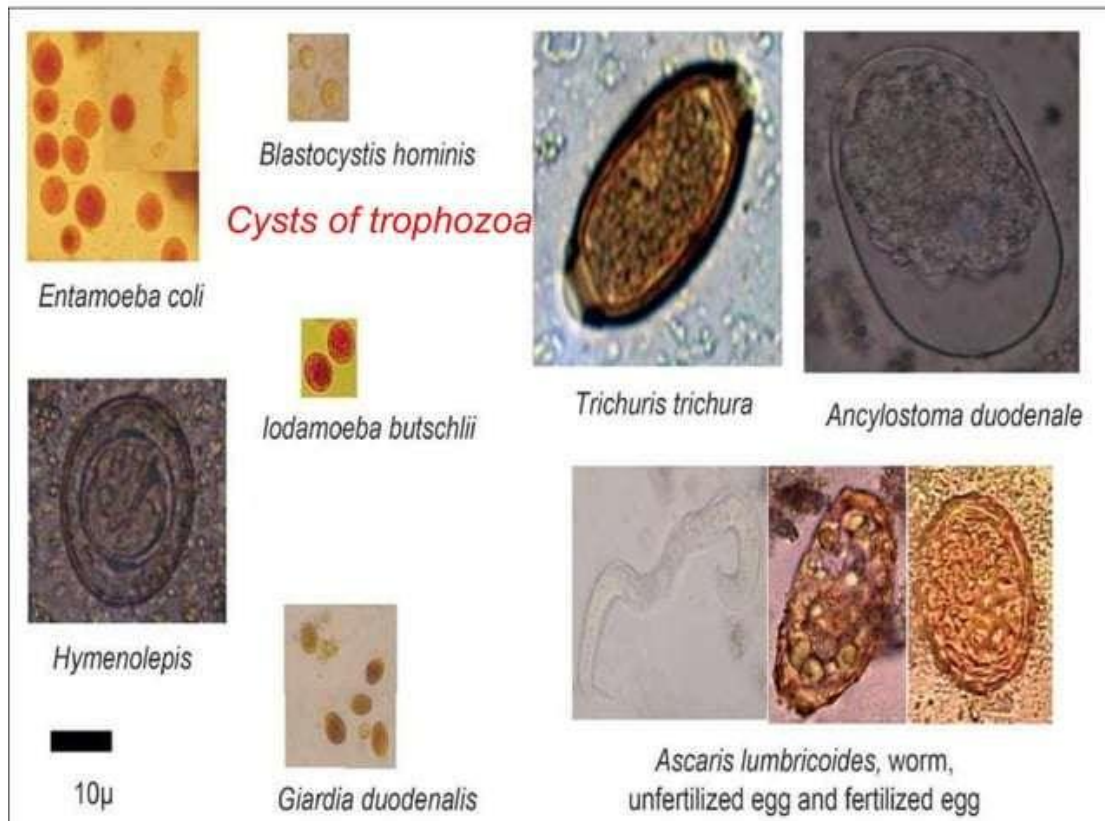 Blastocystis hominis
Cysts of trophozoa
Entamoeba coli
Iodamoeba butschlii
Trichuris trichura
Ancylostoma duodenale
Hymenolepis
10µ
Giardia duodenalis
Ascaris lumbricoides, worm,
unfertilized egg and fertilized egg